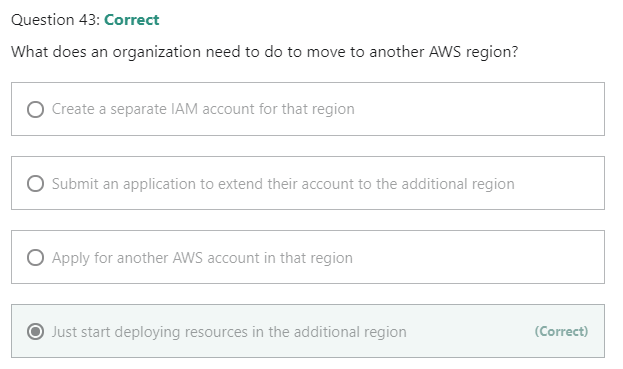 Question 43: Correct
What does an organization need to do to move to another AWS region?
Create a separate IAM account for that region
Submit an application to extend their account to the additional region
Apply for another AWS account in that region
Just start deploying resources in the additional region (Correct)